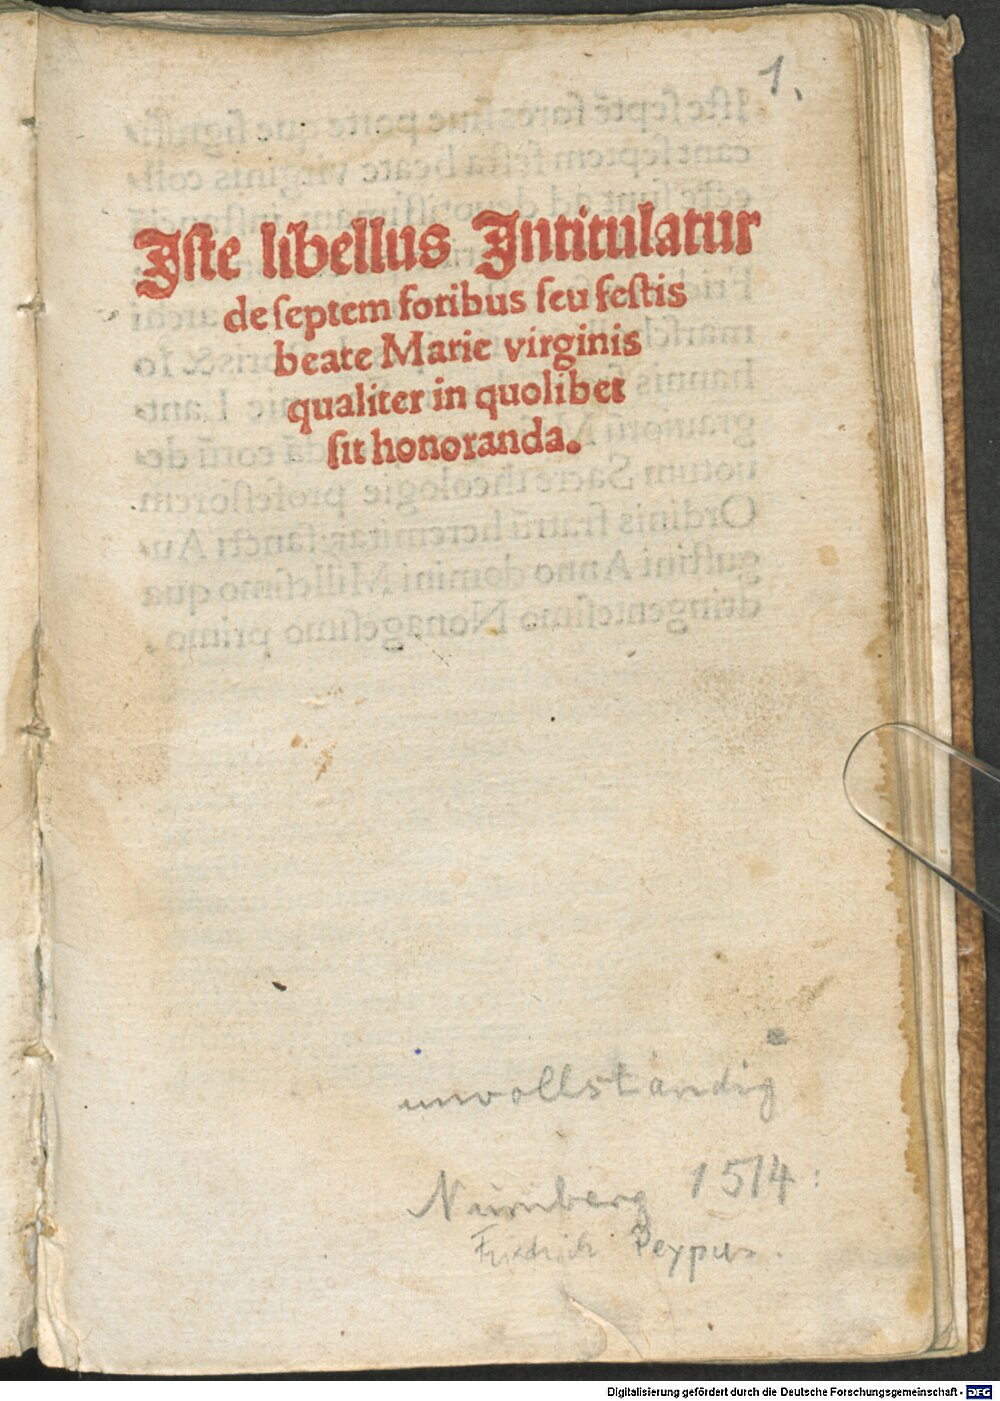 1.
Iste libellus Intitulatur
de septem foribus seu festis
beate Marie virginis
qualiter in quolibet
sit honoranda.
unvollständig
Nürnberg 1514:
Friedrich Peypus.
Digitalisierung gefördert durch die Deutsche Forschungsgemeinschaft - DFG